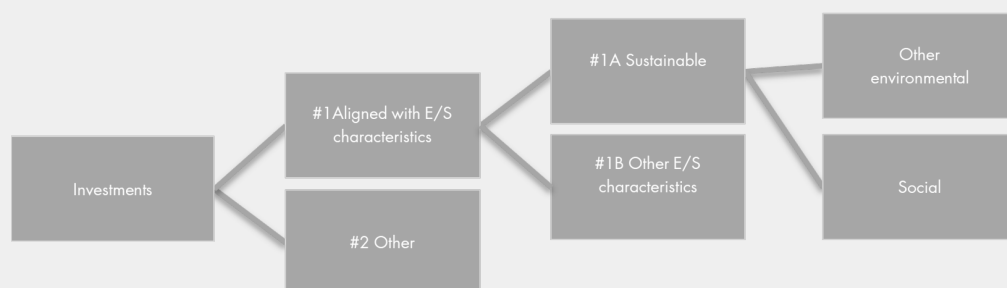 Investments
#1Aligned with E/S
characteristics
#2 Other
#1A Sustainable
#1B Other E/S
characteristics
Other
environmental
Social